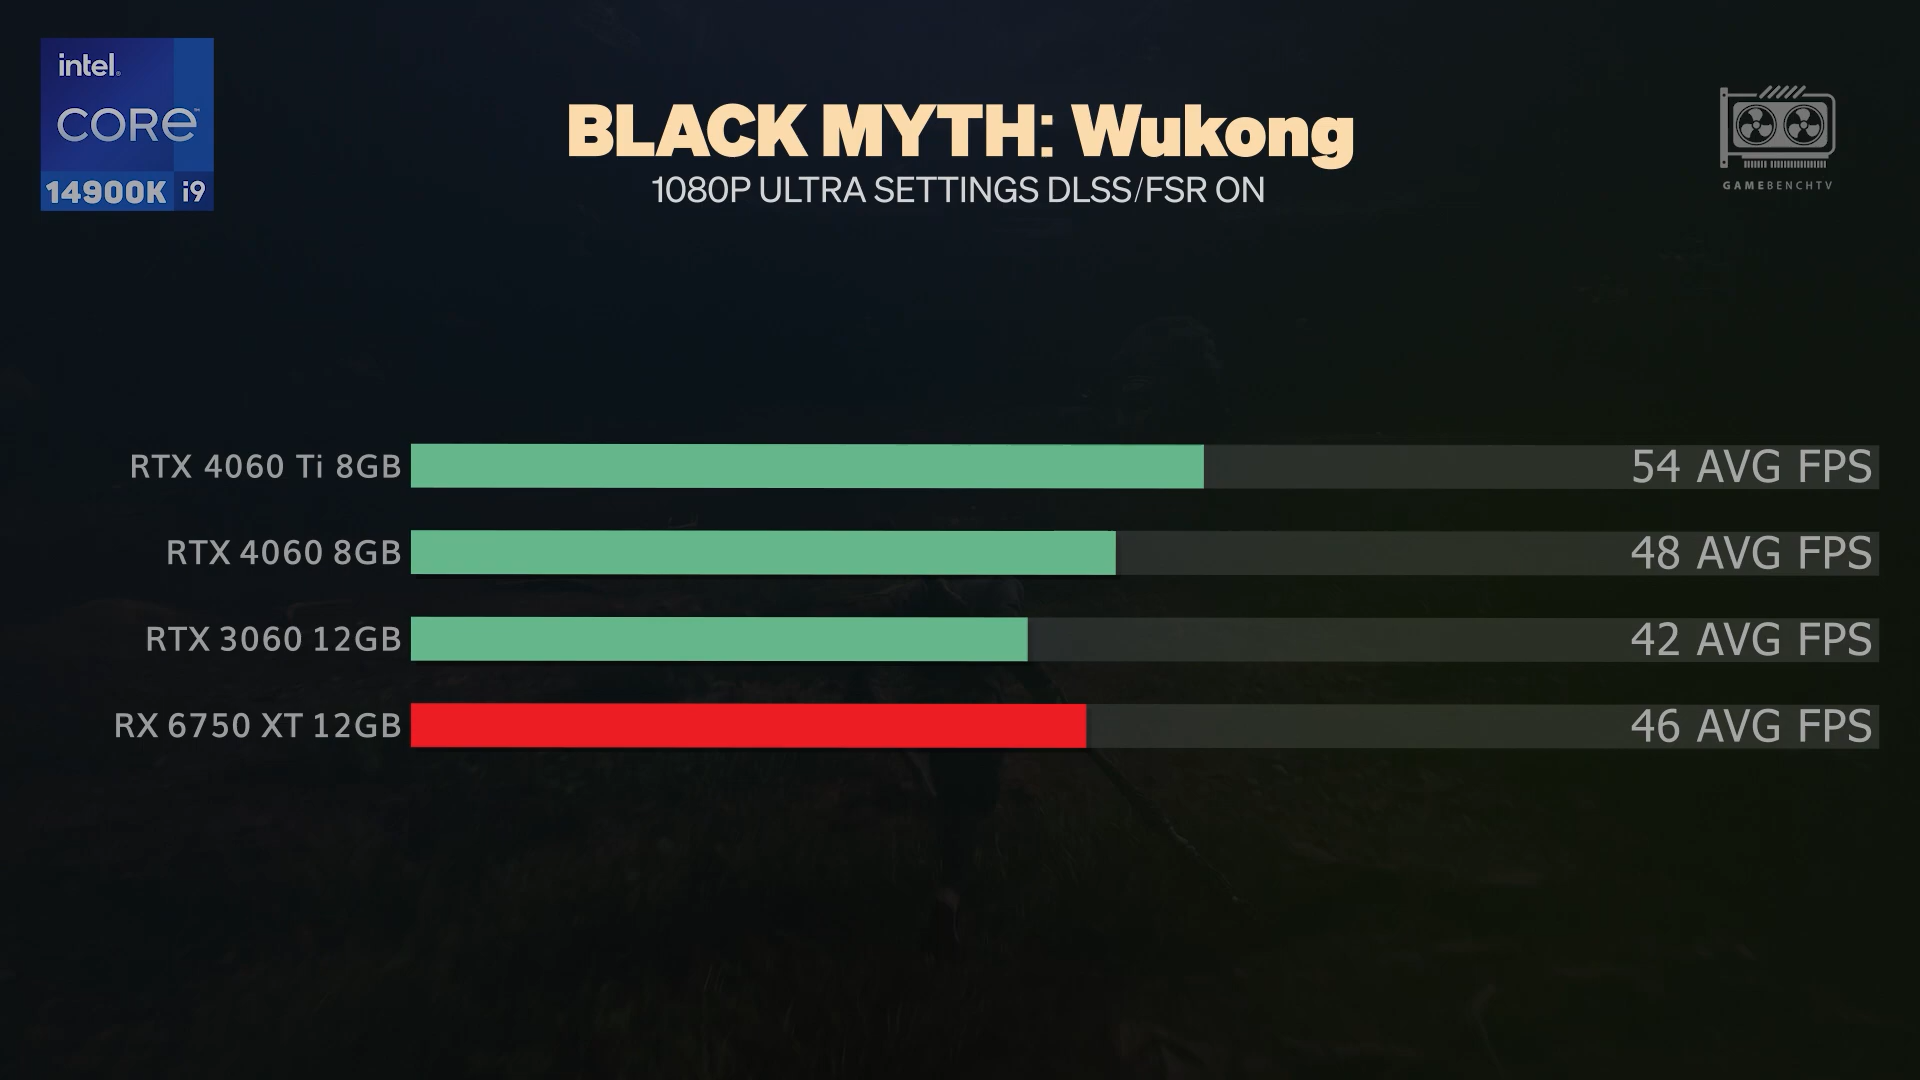 intel.
CORE™
14900K i9
BLACK MYTH: Wukong
1080P ULTRA SETTINGS DLSS/FSR ON
GAMEBENCHTV
RTX 4060 Ti 8GB 54 AVG FPS
RTX 4060 8GB 48 AVG FPS
RTX 3060 12GB 42 AVG FPS
RX 6750 XT 12GB 46 AVG FPS